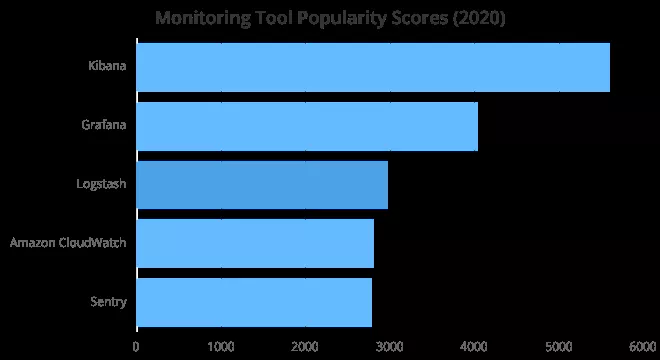 Monitoring Tool Popularity Scores (2020)
Kibana
Grafana
Logstash
Amazon CloudWatch
Sentry
0 1000 2000 3000 4000 5000 6000